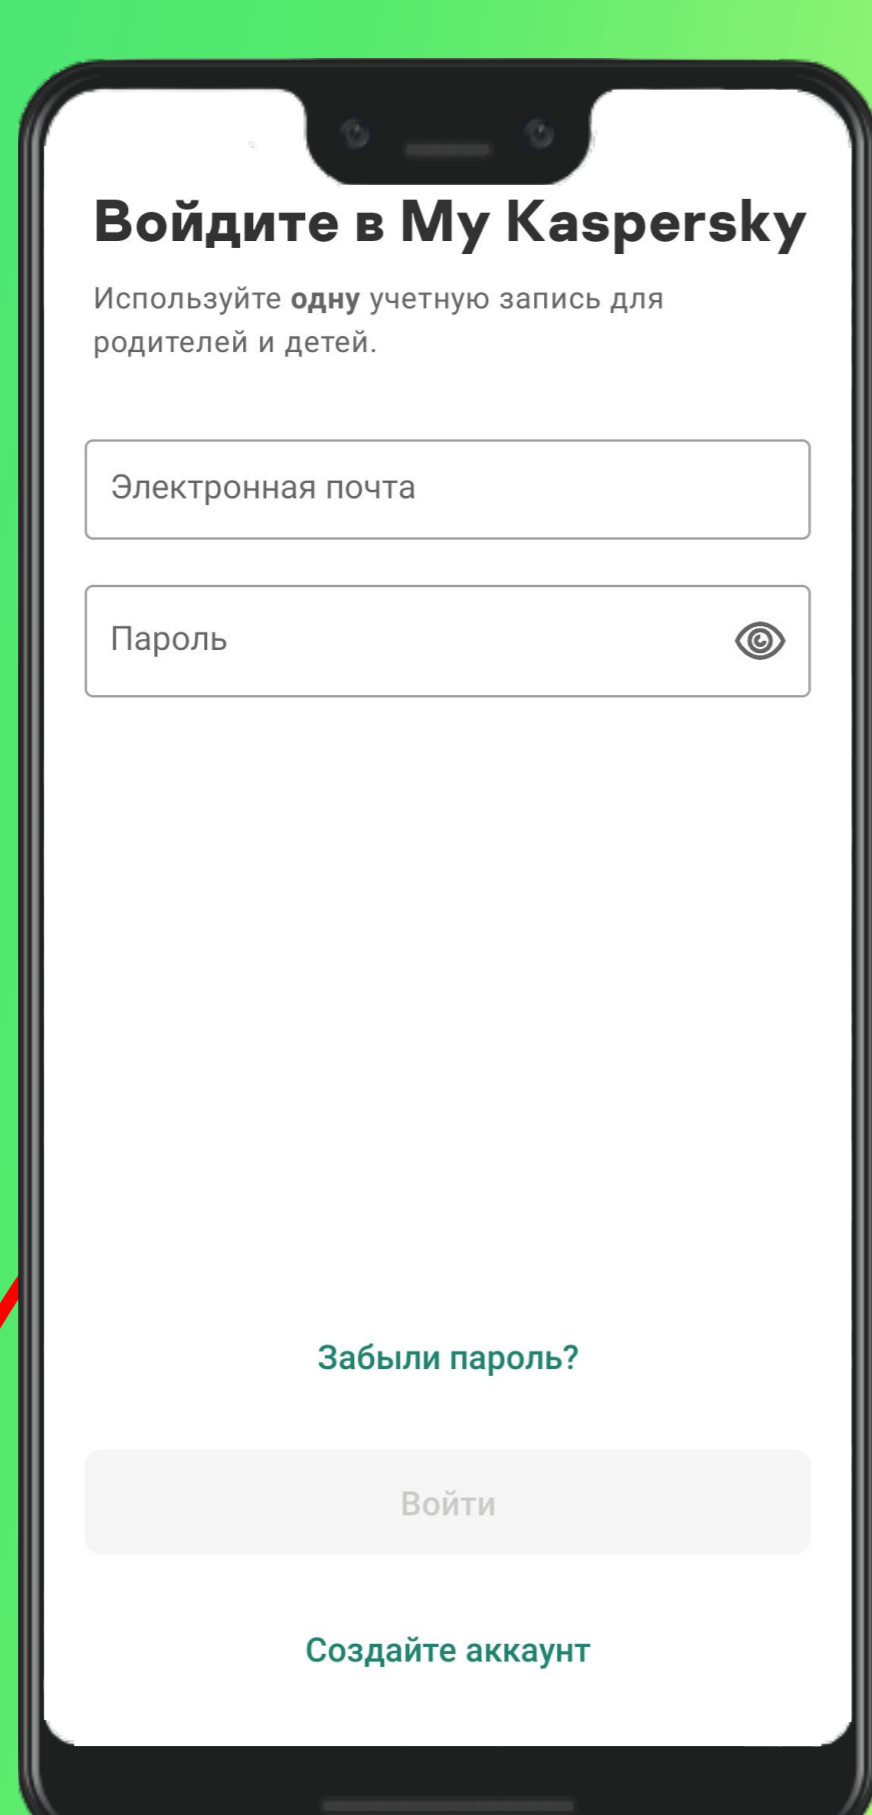 Войдите в My Kaspersky
Используйте одну учетную запись для
родителей и детей.
Электронная почта
Пароль
Забыли пароль?
Войти
Создайте аккаунт